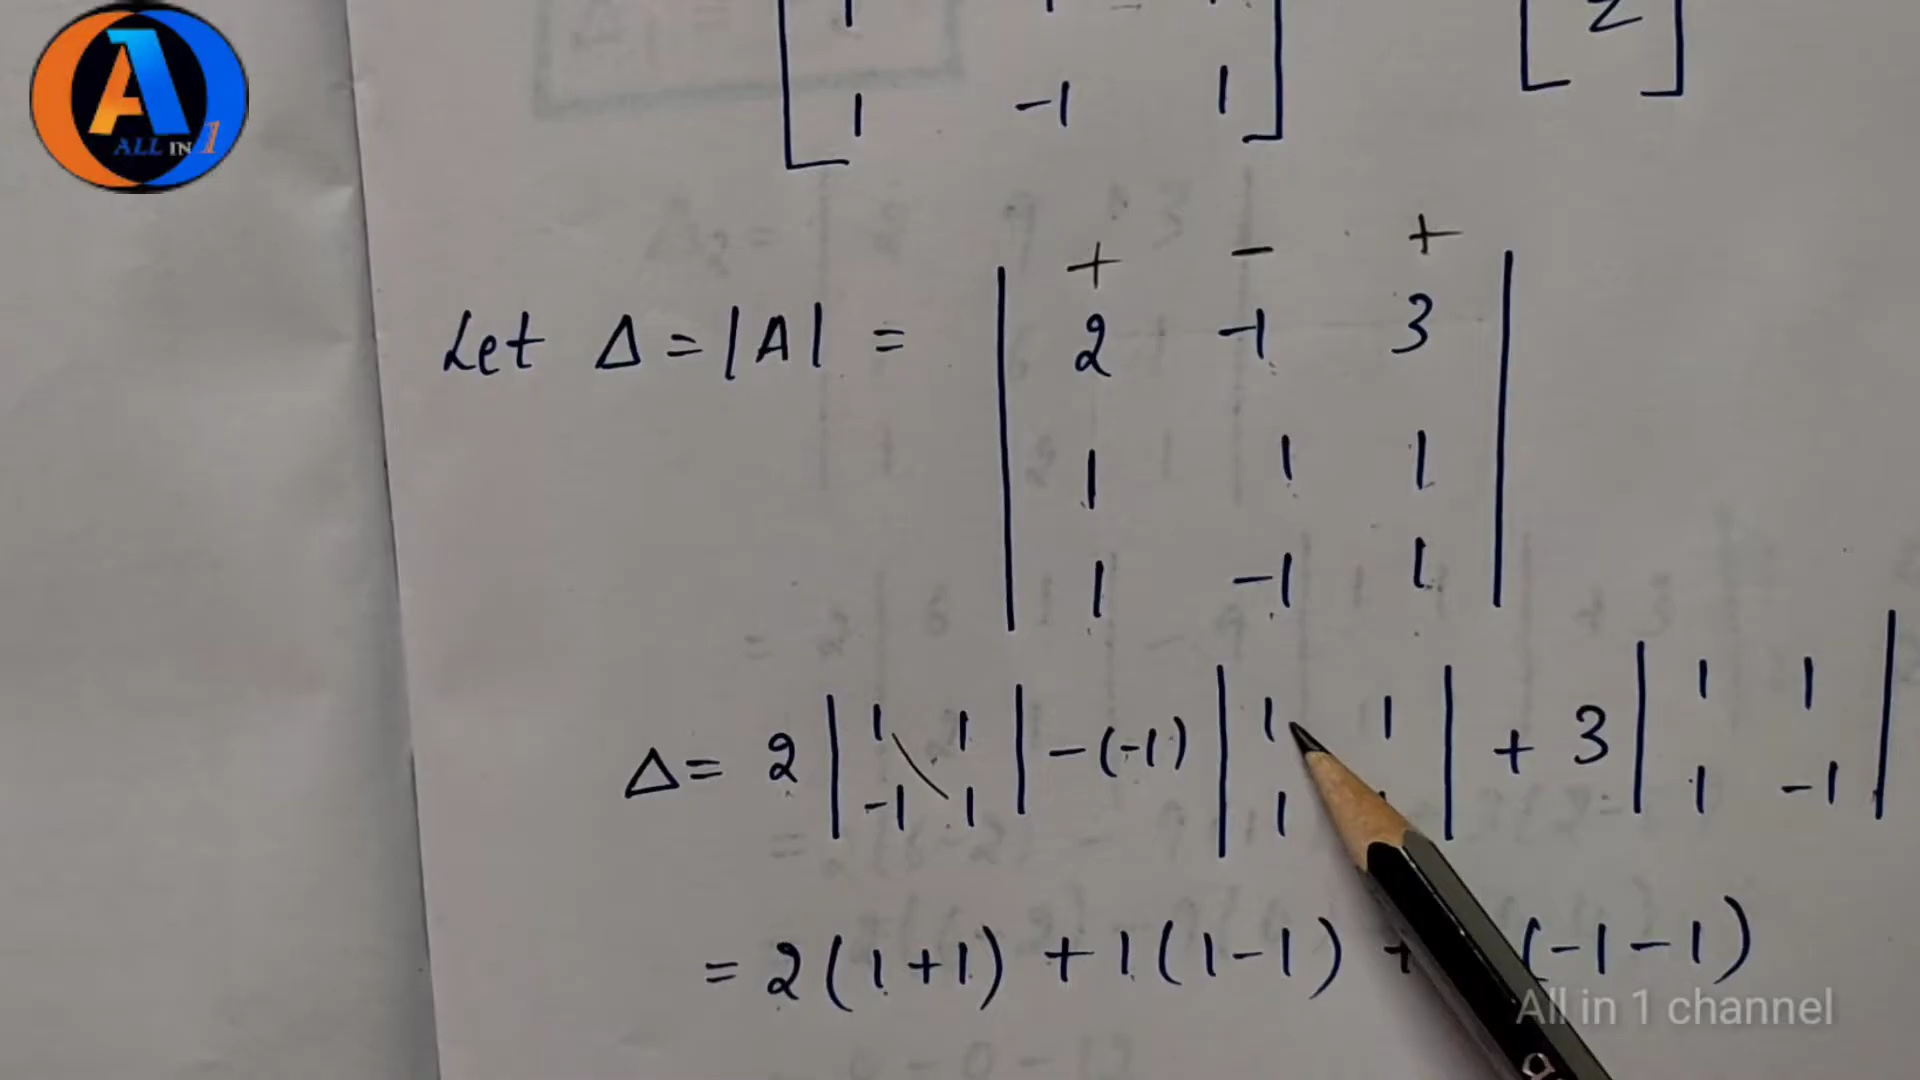 A
ALL IN 1
1 -1 1
z
+ - +
Let Δ = |A| = | 2 -1 3 |
| 1 1 1 |
| 1 -1 1 |
Δ = 2 | 1 1 | -(-1) | 1 1 | + 3 | 1 1 |
| -1 1 | | 1 | | 1 -1 |
= 2(1+1) +1(1-1) + (-1-1)
All in 1 channel